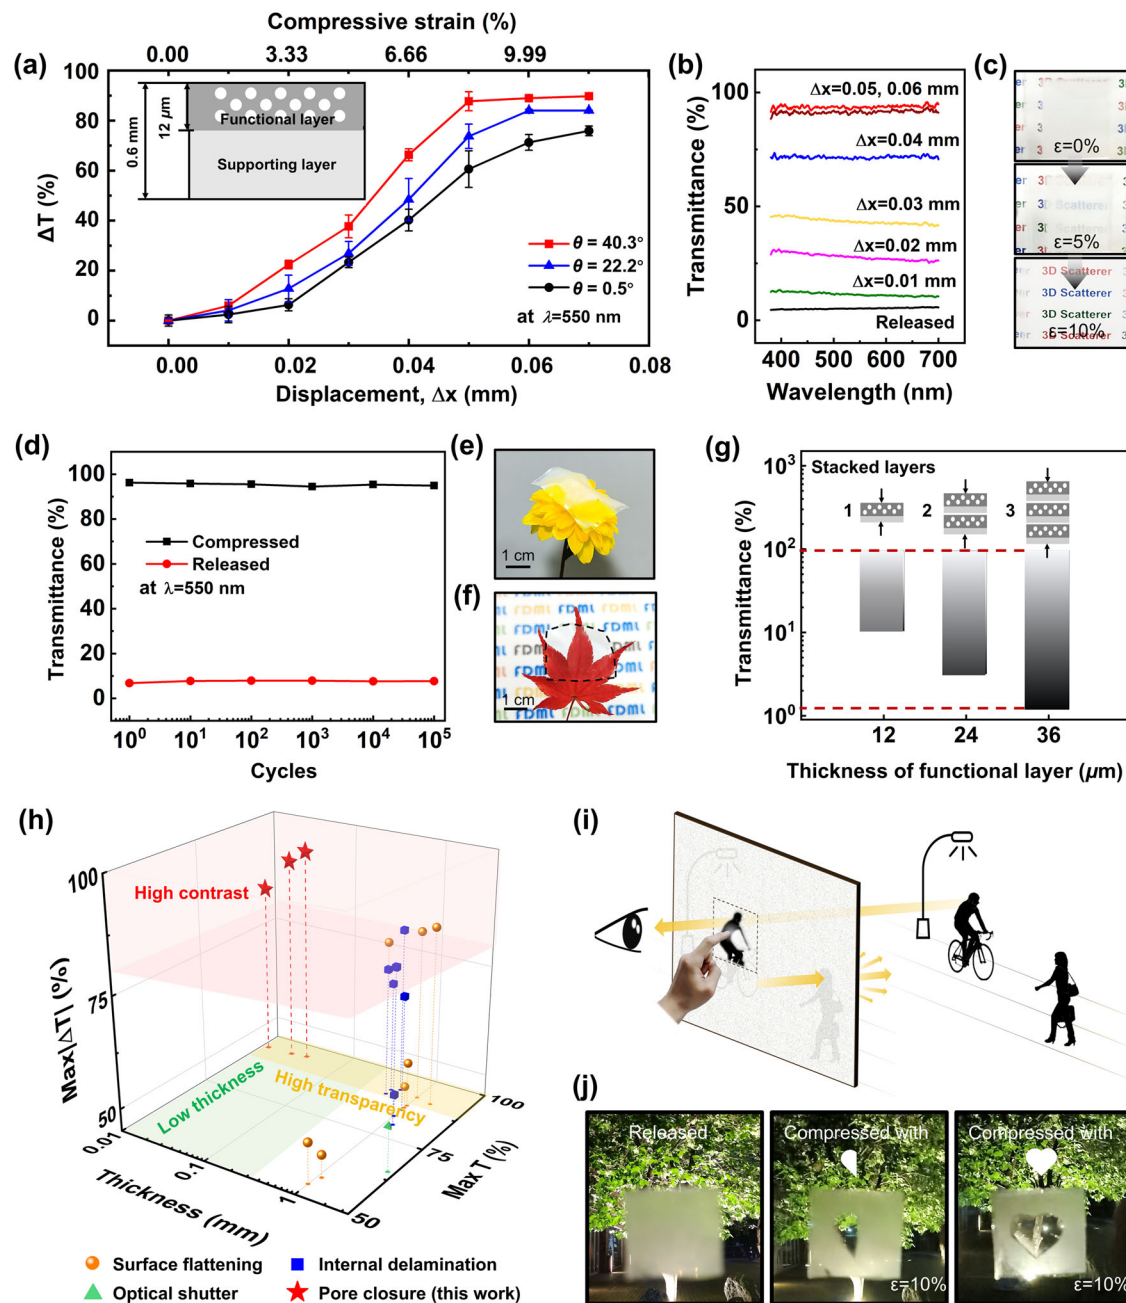 Compressive strain (%)
0.00 3.33 6.66 9.99
(a)
100
80
60
40
20
0
ΔT (%)
0.6 mm
12 μm
Functional layer
Supporting layer
θ = 40.3°
θ = 22.2°
θ = 0.5°
at λ=550 nm
0.00 0.02 0.04 0.06 0.08
Displacement, Δx (mm)
(b)
100
50
0
Transmittance (%)
Δx=0.05, 0.06 mm
Δx=0.04 mm
Δx=0.03 mm
Δx=0.02 mm
Δx=0.01 mm
Released
400 500 600 700
Wavelength (nm)
(c)
ε=0%
3D Scatterer
ε=5%
3D Scatterer
3D Scatterer
3D Scatterer
3D Scatterer
ε=10%
(d)
100
80
60
40
20
0
Transmittance (%)
Compressed
Released
at λ=550 nm
10⁰ 10¹ 10² 10³ 10⁴ 10⁵
Cycles
(e)
1 cm
(f)
FDML
1 cm
FDML
(g)
10³
10²
10¹
10⁰
Transmittance (%)
Stacked layers
1 2 3
12 24 36
Thickness of functional layer (μm)
(h)
100
75
50
Max|ΔT| (%)
High contrast
Low thickness
High transparency
0.01 0.1 1
Thickness (mm)
50 75 100
Max T (%)
Surface flattening
Internal delamination
Optical shutter
Pore closure (this work)
(i)
(j)
Released
Compressed with
ε=10%
Compressed with
ε=10%